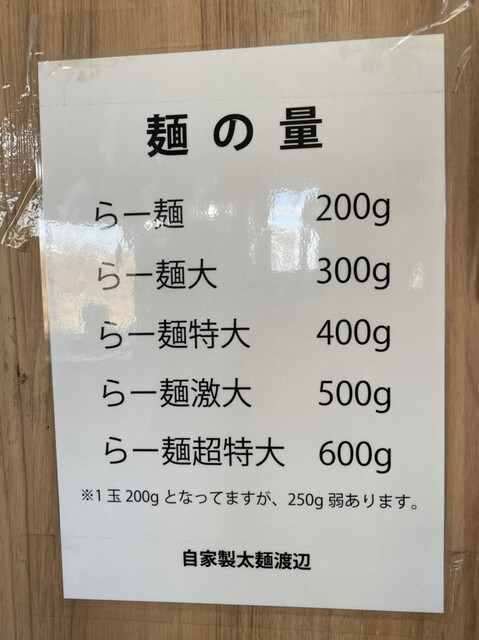 麺の量
らー麺 200g
らー麺大 300g
らー麺特大 400g
らー麺激大 500g
らー麺超特大 600g
※1玉200gとなってますが、250g弱あります。
自家製太麺渡辺